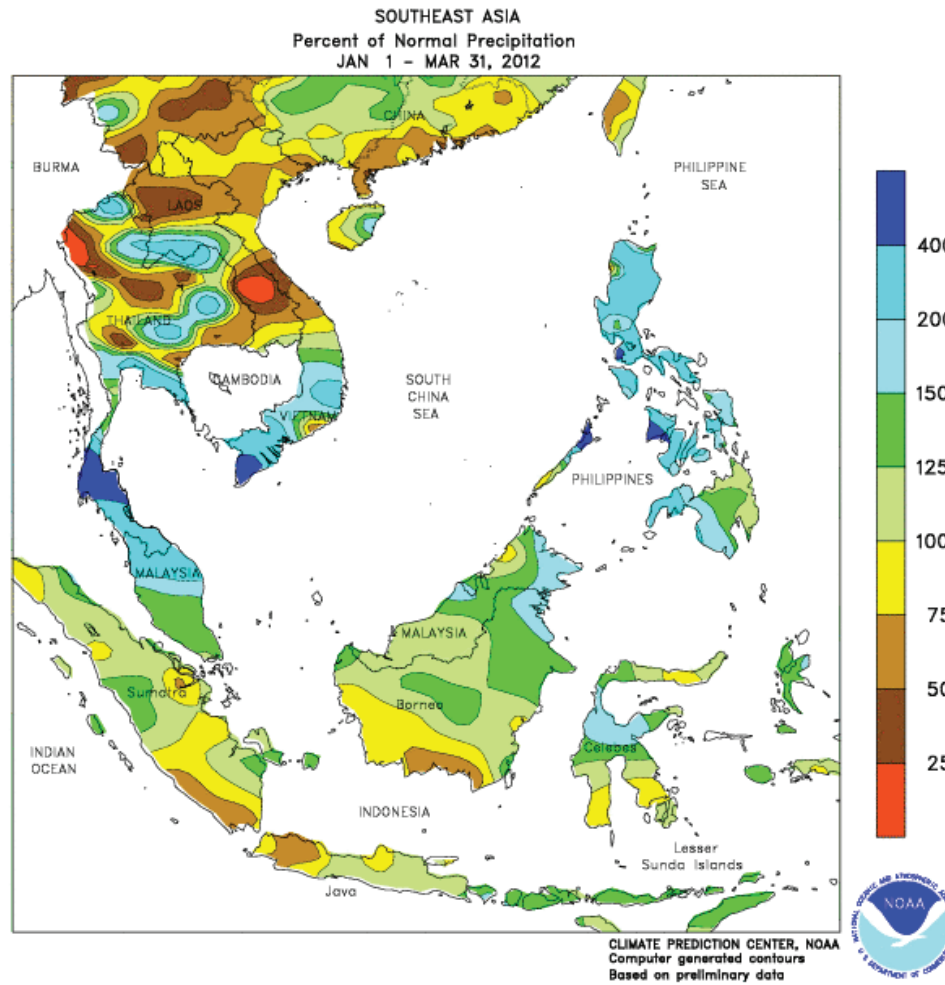 SOUTHEAST ASIA
Percent of Normal Precipitation
JAN 1 - MAR 31, 2012
CHINA
BURMA
PHILIPPINE
SEA
LAOS
THAILAND
CAMBODIA
VIETNAM
SOUTH
CHINA
SEA
PHILIPPINES
MALAYSIA
MALAYSIA
Sumatra
Borneo
Celebes
INDIAN
OCEAN
INDONESIA
Lesser
Sunda Islands
Java
400
200
150
125
100
75
50
25
NOAA
CLIMATE PREDICTION CENTER, NOAA
Computer generated contours
Based on preliminary data